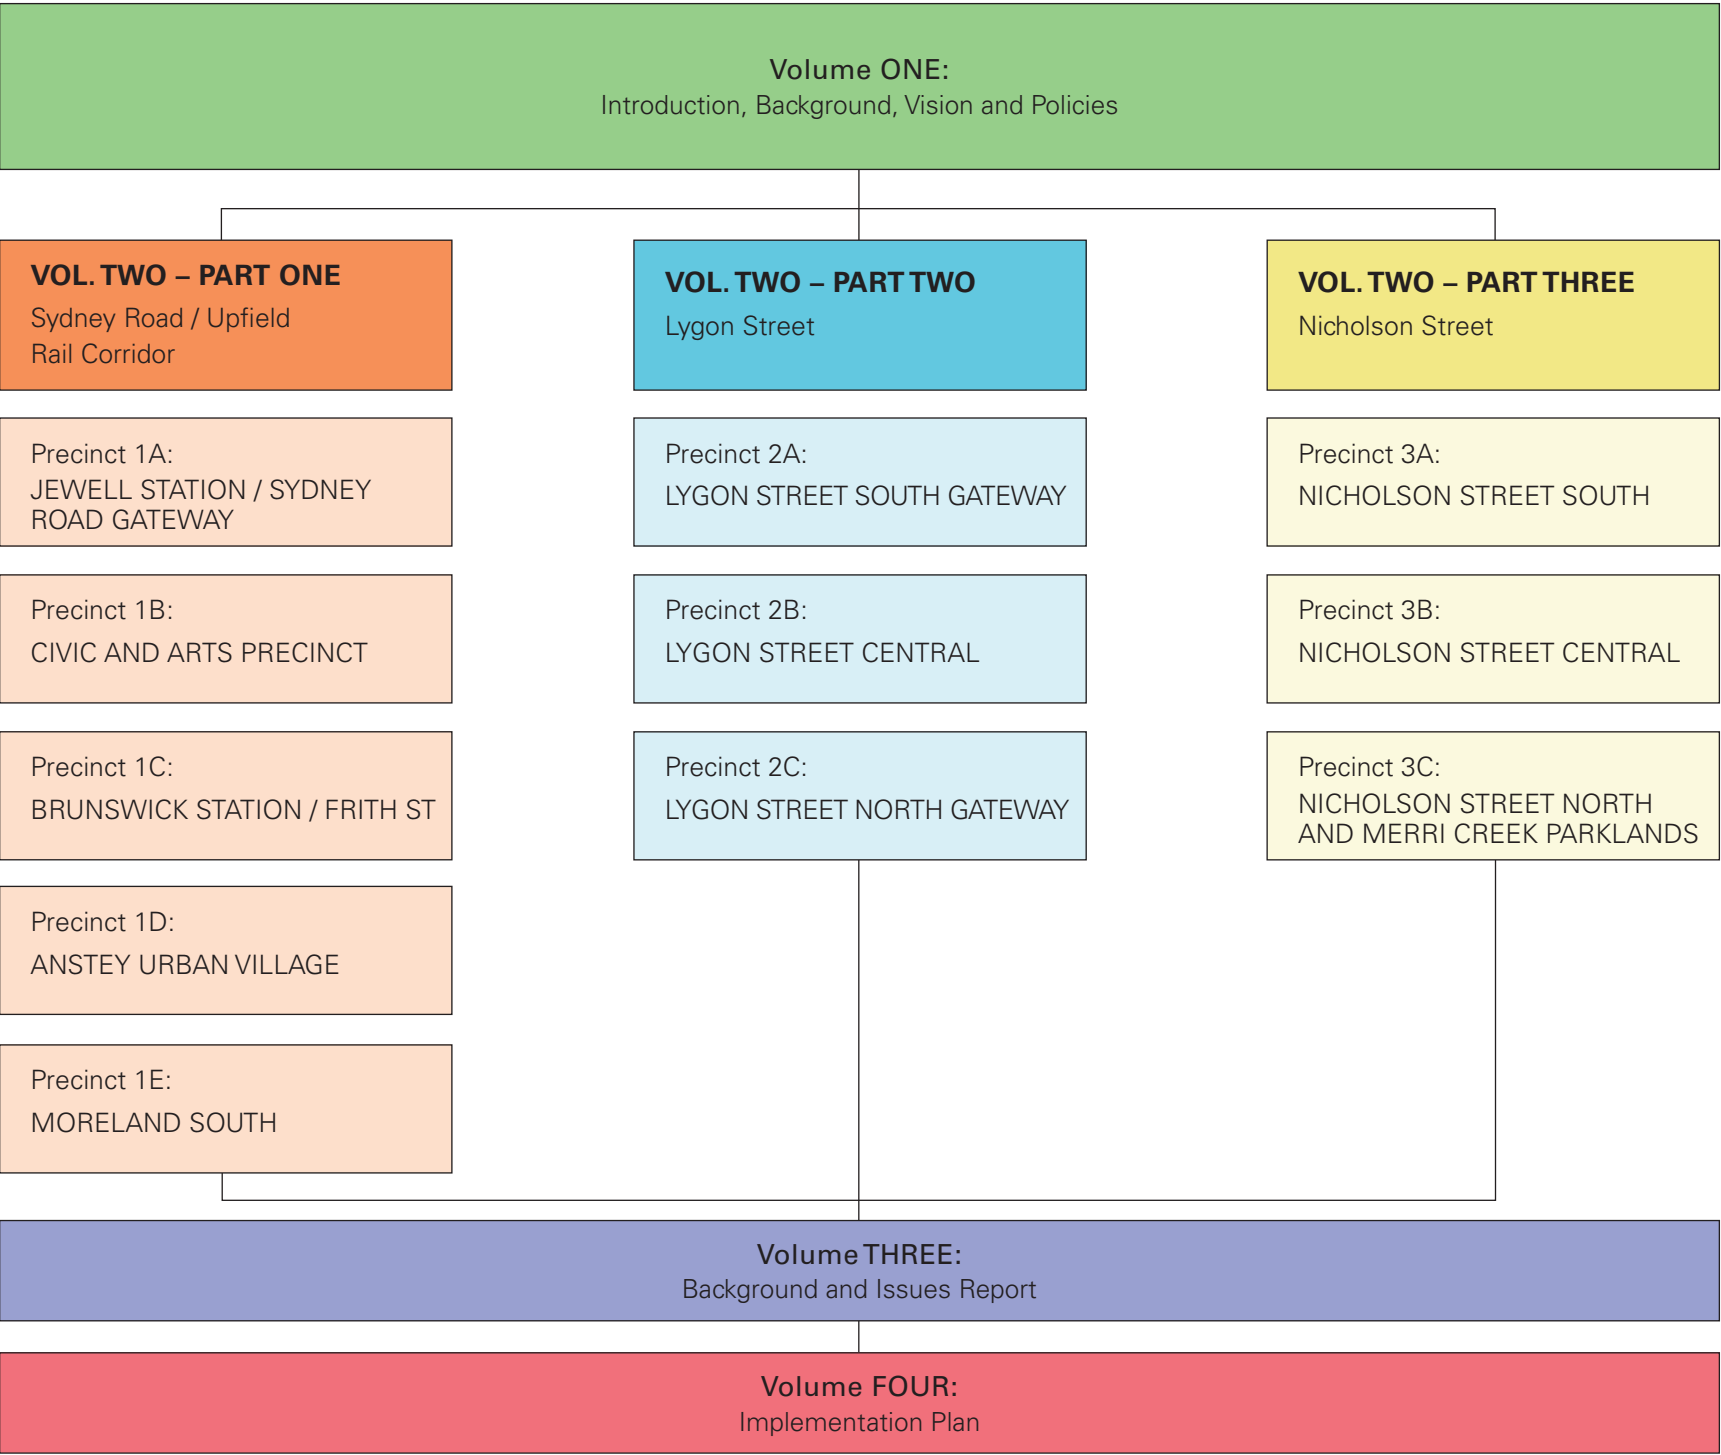 Volume ONE:
Introduction, Background, Vision and Policies
VOL. TWO – PART ONE
Sydney Road / Upfield
Rail Corridor
Precinct 1A:
JEWELL STATION / SYDNEY
ROAD GATEWAY
Precinct 1B:
CIVIC AND ARTS PRECINCT
Precinct 1C:
BRUNSWICK STATION / FRITH ST
Precinct 1D:
ANSTEY URBAN VILLAGE
Precinct 1E:
MORELAND SOUTH
VOL. TWO – PART TWO
Lygon Street
Precinct 2A:
LYGON STREET SOUTH GATEWAY
Precinct 2B:
LYGON STREET CENTRAL
Precinct 2C:
LYGON STREET NORTH GATEWAY
VOL. TWO – PART THREE
Nicholson Street
Precinct 3A:
NICHOLSON STREET SOUTH
Precinct 3B:
NICHOLSON STREET CENTRAL
Precinct 3C:
NICHOLSON STREET NORTH
AND MERRI CREEK PARKLANDS
Volume THREE:
Background and Issues Report
Volume FOUR:
Implementation Plan